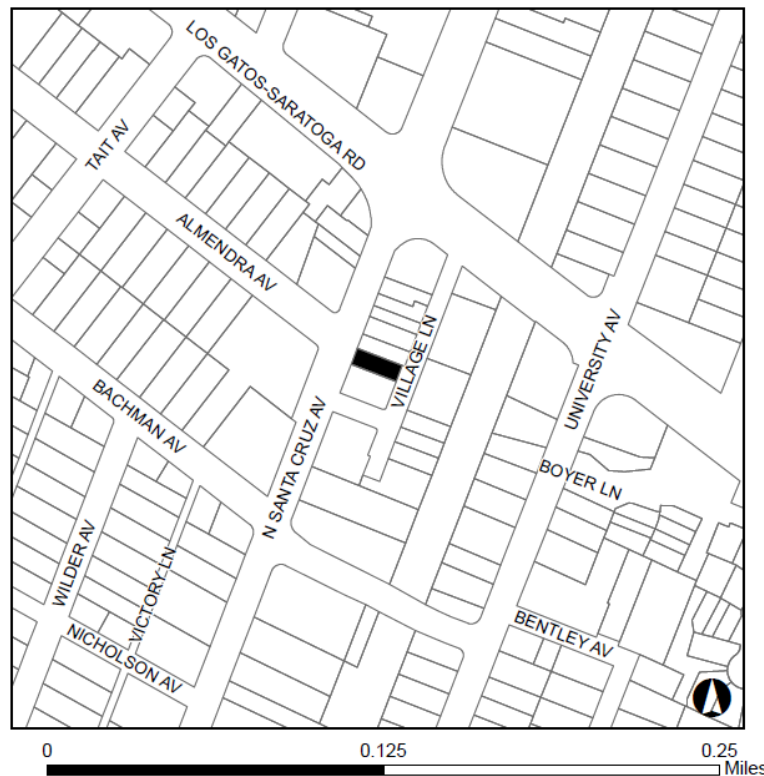 LOS GATOS-SARATOGA RD
TAIT AV
ALMENDRA AV
VILLAGE LN
UNIVERSITY AV
BACHMAN AV
N SANTA CRUZ AV
BOYER LN
WILDER AV
VICTORY LN
BENTLEY AV
NICHOLSON AV
0 0.125 0.25
Miles